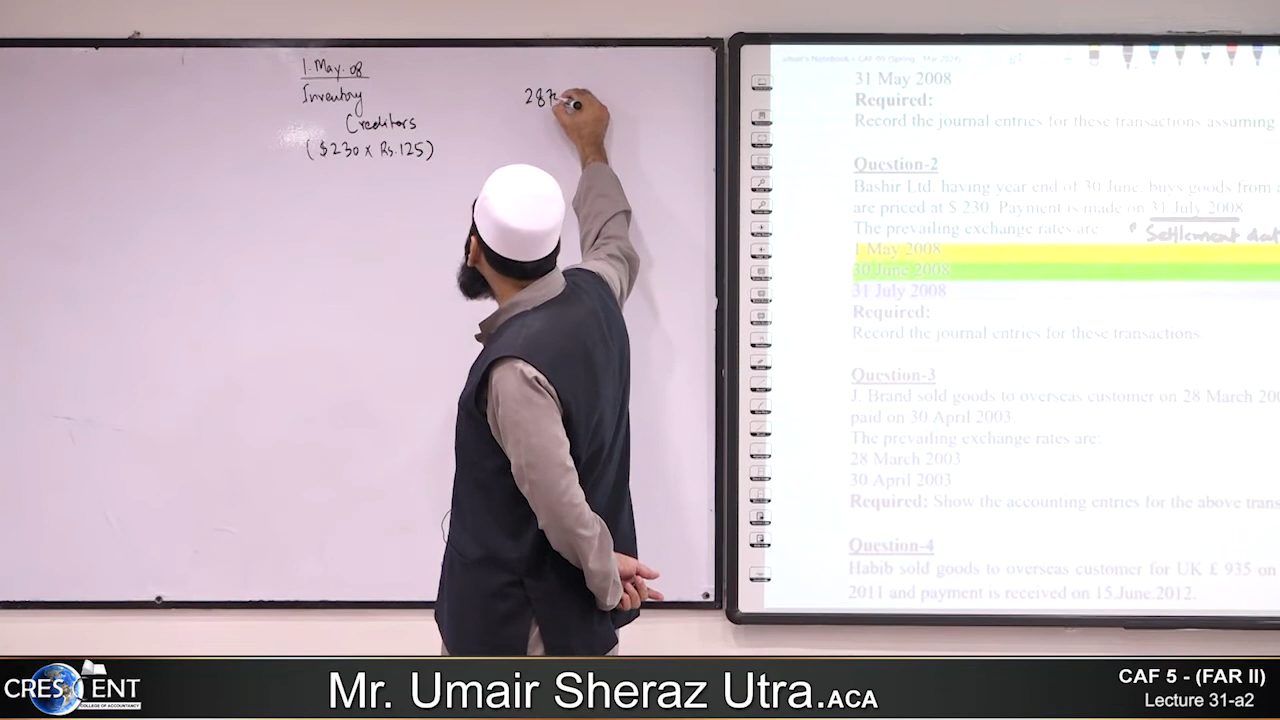 1. May. 08
Inventory
Creditors
($230 x Rs. 125)
287
31 May 2008
Required:
Record the journal entries for these transactions assuming
Question-2
Bashir Ltd. having year end of 30 June, buys goods from
are priced at $ 230. Payment is made on 31 July 2008
The prevailing exchange rates are
Settlement dat
1 May 2008
30 June 2008
31 July 2008
Required:
Record the journal entries for these transactions.
Question-3
J. Brand sold goods to overseas customer on 28 March 200
paid on 30 April 2003
The prevailing exchange rates are:
28 March 2003
30 April 2003
Required: Show the accounting entries for the above trans
Question-4
Habib sold goods to overseas customer for UK £ 935 on
2011 and payment is received on 15.June.2012.
CRESCENT
COLLEGE OF ACCOUNTANCY
Mr. Umair Sheraz Utra.ACA
CAF 5 - (FAR II)
Lecture 31-a2